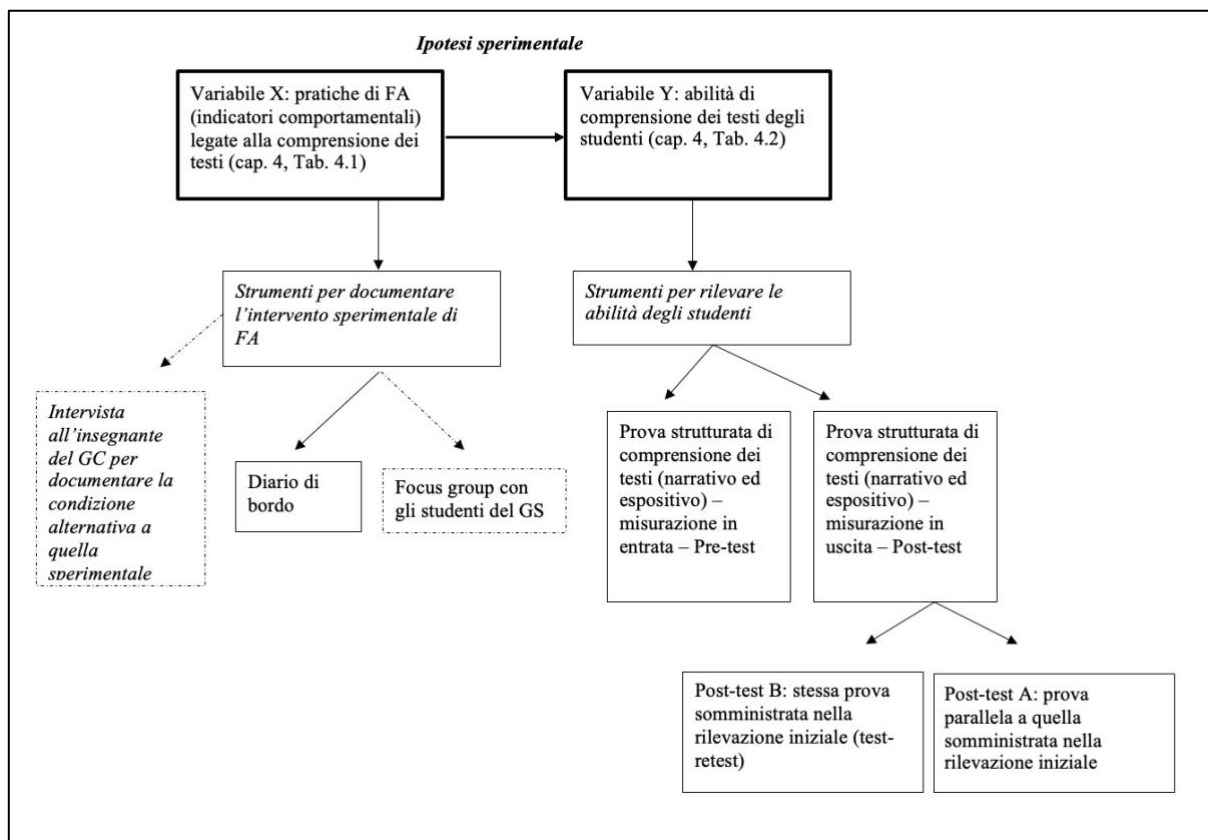 Ipotesi sperimentale
Variabile X: pratiche di FA
(indicatori comportamentali)
legate alla comprensione dei
testi (cap. 4, Tab. 4.1)
Variabile Y: abilità di
comprensione dei testi degli
studenti (cap. 4, Tab. 4.2)
Strumenti per documentare
l’intervento sperimentale di
FA
Strumenti per rilevare le
abilità degli studenti
Intervista
all’insegnante
del GC per
documentare la
condizione
alternativa a
quella
sperimentale
Diario di
bordo
Focus group con
gli studenti del GS
Prova strutturata di
comprensione dei
testi (narrativo ed
espositivo) –
misurazione in
entrata – Pre-test
Prova strutturata di
comprensione dei
testi (narrativo ed
espositivo) –
misurazione in
uscita – Post-test
Post-test B: stessa prova
somministrata nella
rilevazione iniziale (test-
retest)
Post-test A: prova
parallela a quella
somministrata nella
rilevazione iniziale